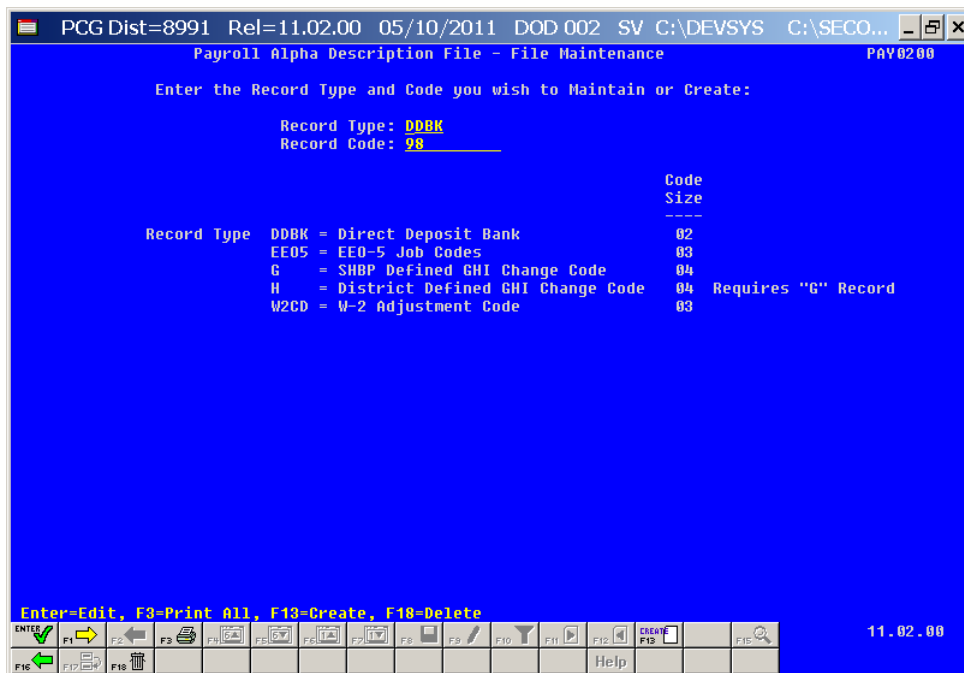 PCG Dist=8991 Rel=11.02.00 05/10/2011 DOD 002 SV C:\DEVSYS C:\SECO...
Payroll Alpha Description File - File Maintenance PAY0200
Enter the Record Type and Code you wish to Maintain or Create:
Record Type: DDBK
Record Code: 98
Code
Size
----
Record Type DDBK = Direct Deposit Bank 02
EEO5 = EEO-5 Job Codes 03
G = SHBP Defined GHI Change Code 04
H = District Defined GHI Change Code 04 Requires "G" Record
W2CD = W-2 Adjustment Code 03
Enter=Edit, F3=Print All, F13=Create, F18=Delete
ENTER F1 F2 F3 F4 F5 F6 F7 F8 F9 F10 F11 F12 CREATE F13 F15 11.02.00
F16 F17 F18 Help